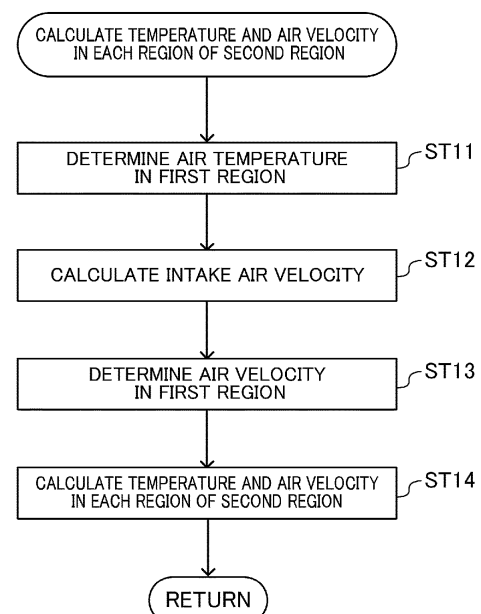 CALCULATE TEMPERATURE AND AIR VELOCITY
IN EACH REGION OF SECOND REGION
DETERMINE AIR TEMPERATURE
IN FIRST REGION
ST11
CALCULATE INTAKE AIR VELOCITY
ST12
DETERMINE AIR VELOCITY
IN FIRST REGION
ST13
CALCULATE TEMPERATURE AND AIR VELOCITY
IN EACH REGION OF SECOND REGION
ST14
RETURN